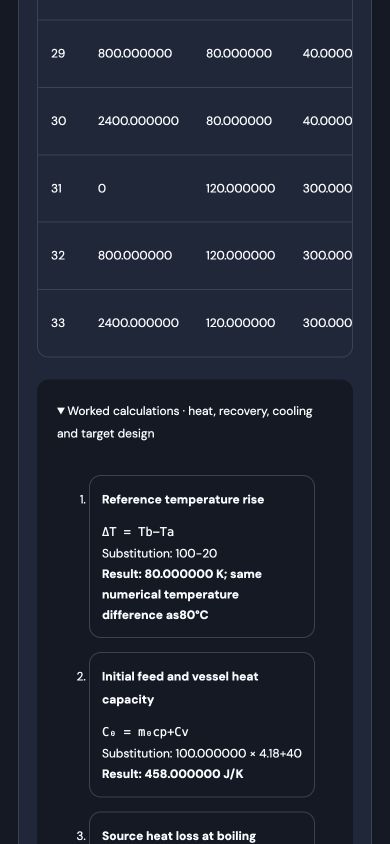 29 800.000000 80.000000 40.0000
30 2400.000000 80.000000 40.0000
31 0 120.000000 300.000
32 800.000000 120.000000 300.000
33 2400.000000 120.000000 300.000
▼ Worked calculations · heat, recovery, cooling
and target design
1. Reference temperature rise
ΔT = Tb−Ta
Substitution: 100−20
Result: 80.000000 K; same
numerical temperature
difference as80°C
2. Initial feed and vessel heat
capacity
C₀ = m₀cp+Cv
Substitution: 100.000000 × 4.18+40
Result: 458.000000 J/K
3. Source heat loss at boiling